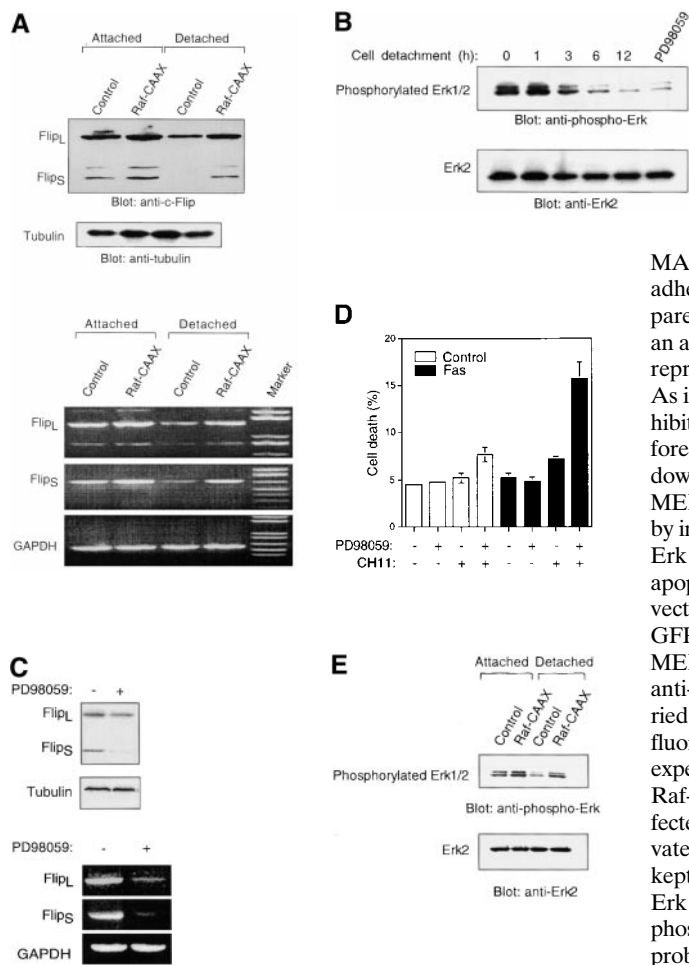 A
Attached Detached
Control Raf-CAAX Control Raf-CAAX
FlipL
FlipS
Blot: anti-c-Flip
Tubulin
Blot: anti-tubulin
Attached Detached
Control Raf-CAAX Control Raf-CAAX Marker
FlipL
FlipS
GAPDH
B
Cell detachment (h): 0 1 3 6 12 PD98059
Phosphorylated Erk1/2
Blot: anti-phospho-Erk
Erk2
Blot: anti-Erk2
C
PD98059: - +
FlipL
FlipS
Tubulin
PD98059: - +
FlipL
FlipS
GAPDH
D
Cell death (%)
20
15
10
5
0
Control
Fas
PD98059: - + - + - + - +
CH11: - - + + - - + +
E
Attached Detached
Control Raf-CAAX Control Raf-CAAX
Phosphorylated Erk1/2
Blot: anti-phospho-Erk
Erk2
Blot: anti-Erk2
MA
adhe
pare
an a
repr
As i
hibit
fore
dow
MEI
by in
Erk
apop
vect
GFP
MEI
anti-
ried
fluor
expe
Raf-
fecte
vate
kept
Erk
phos
prob